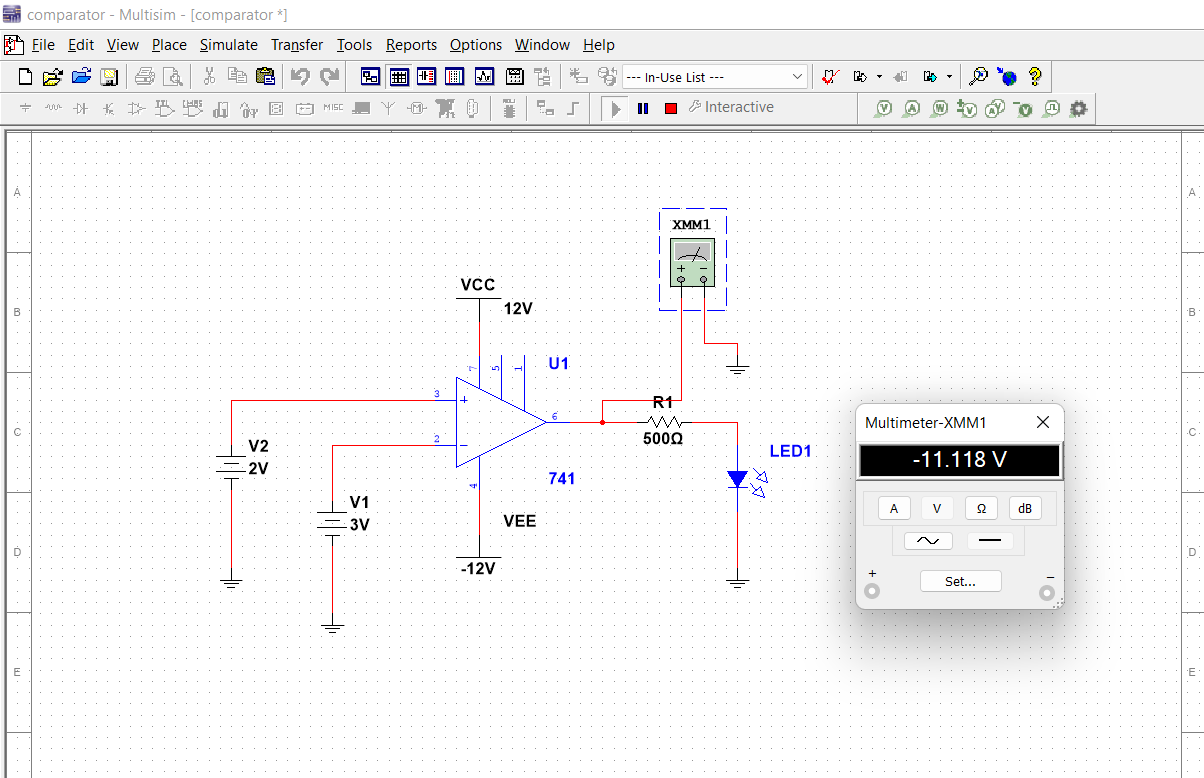 comparator - Multisim - [comparator *]
File Edit View Place Simulate Transfer Tools Reports Options Window Help
--- In-Use List ---
MISC
Interactive
A
A
XMM1
VCC
B
B
12V
7
5
1
U1
3
6
R1
C
C
2
500Ω
V2
LED1
2V
4
741
V1
3V
VEE
D
D
-12V
E
E
Multimeter-XMM1
-11.118 V
A V Ω dB
+
−
Set...